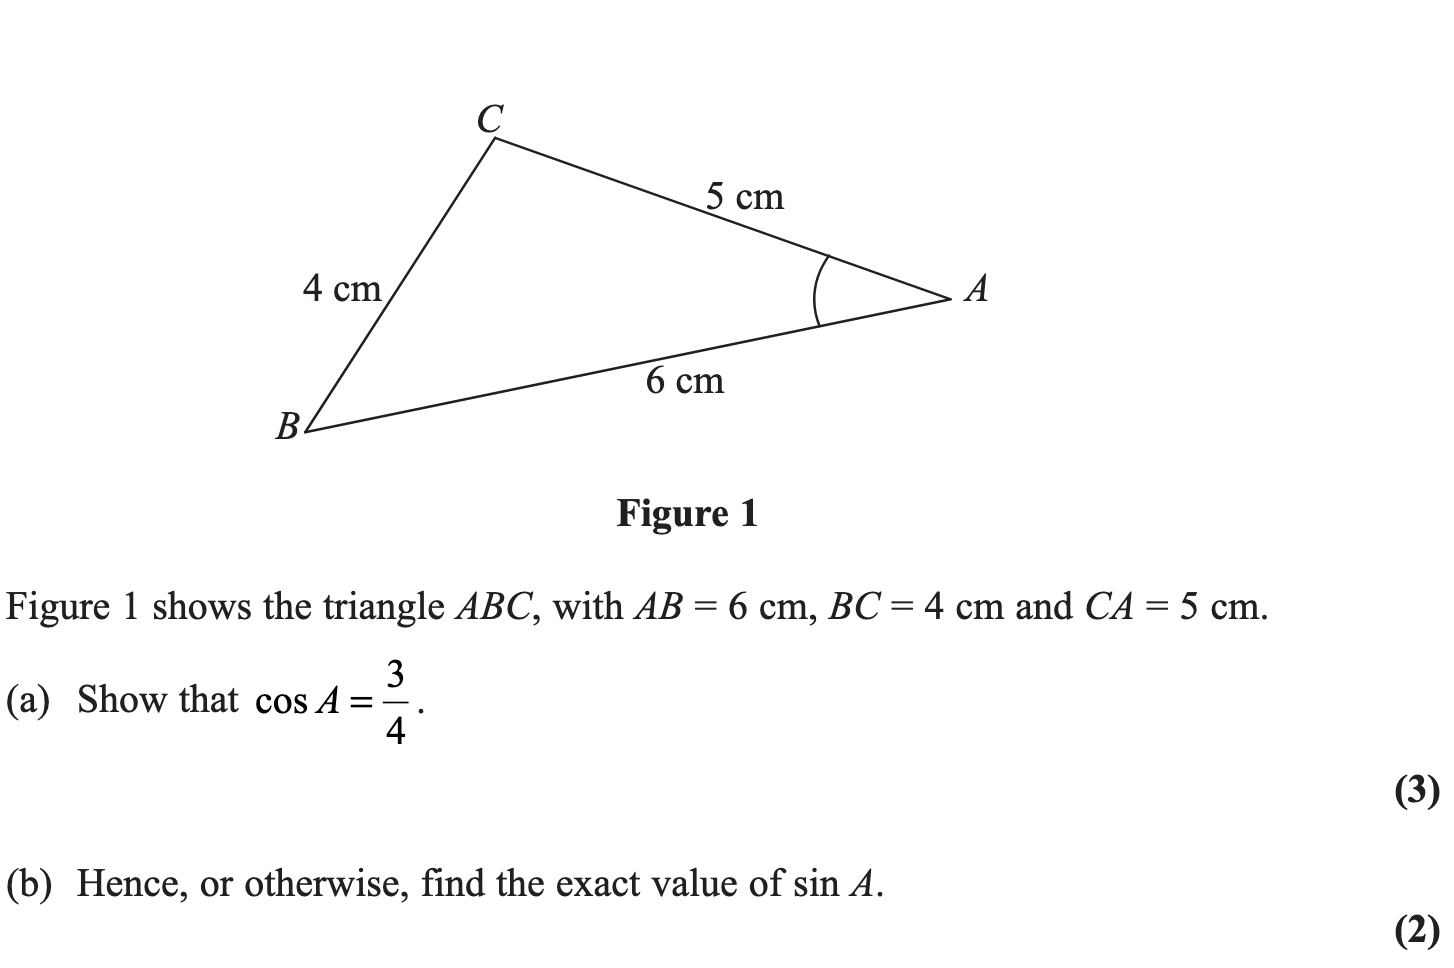 C
5 cm
4 cm
A
6 cm
B
Figure 1
Figure 1 shows the triangle ABC, with AB = 6 cm, BC = 4 cm and CA = 5 cm.
(a) Show that cos A = 3/4.
(3)
(b) Hence, or otherwise, find the exact value of sin A.
(2)